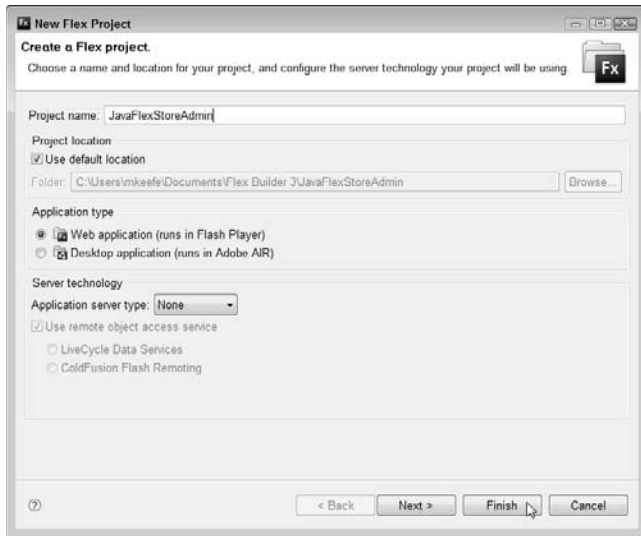 Fx New Flex Project
Create a Flex project.
Choose a name and location for your project, and configure the server technology your project will be using.
Fx
Project name: JavaFlexStoreAdmin
Project location
Use default location
Folder: C:\Users\mkeefe\Documents\Flex Builder 3\JavaFlexStoreAdmin Browse...
Application type
Web application (runs in Flash Player)
Desktop application (runs in Adobe AIR)
Server technology
Application server type: None
Use remote object access service
LiveCycle Data Services
ColdFusion Flash Remoting
? < Back Next > Finish Cancel